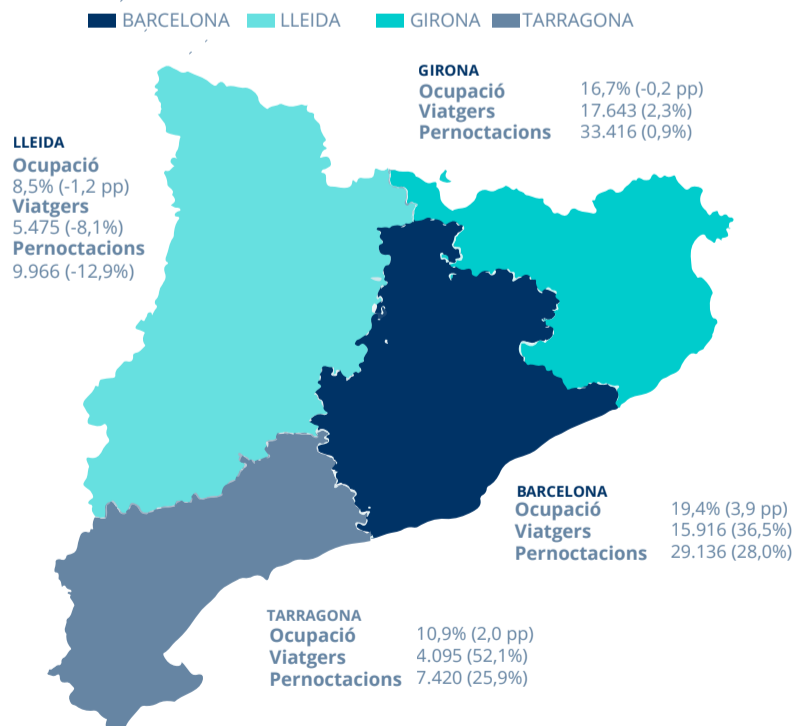 BARCELONA LLEIDA GIRONA TARRAGONA
GIRONA
Ocupació 16,7% (-0,2 pp)
Viatgers 17.643 (2,3%)
Pernoctacions 33.416 (0,9%)
LLEIDA
Ocupació
8,5% (-1,2 pp)
Viatgers
5.475 (-8,1%)
Pernoctacions
9.966 (-12,9%)
BARCELONA
Ocupació 19,4% (3,9 pp)
Viatgers 15.916 (36,5%)
Pernoctacions 29.136 (28,0%)
TARRAGONA
Ocupació 10,9% (2,0 pp)
Viatgers 4.095 (52,1%)
Pernoctacions 7.420 (25,9%)